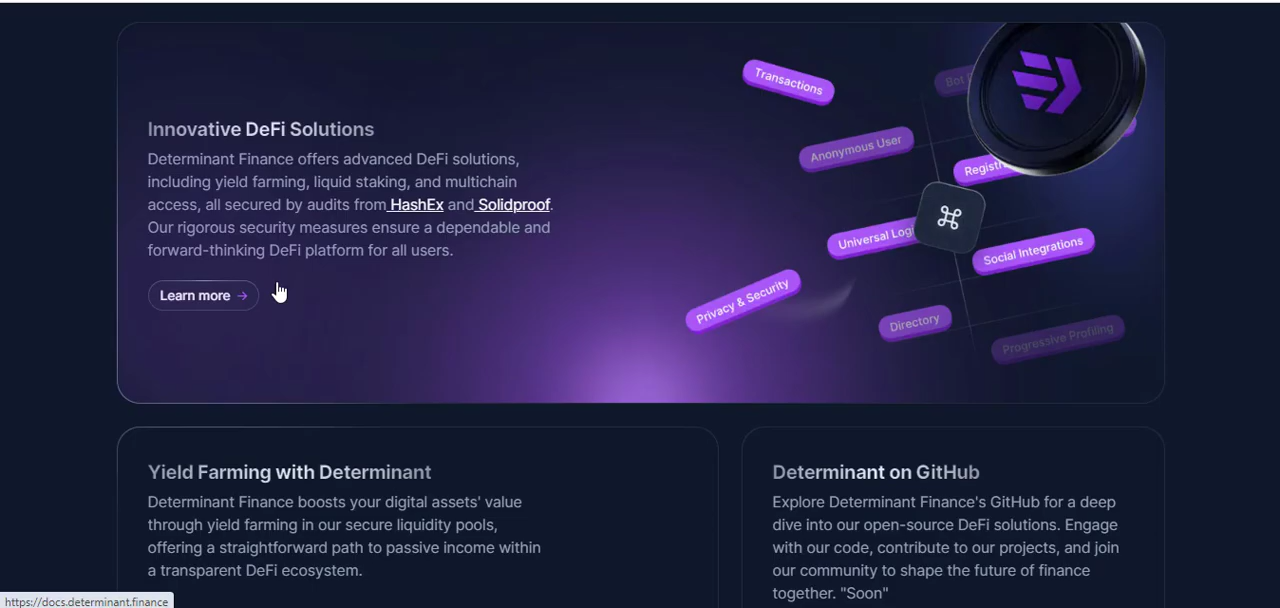 Transactions
Anonymous User
Universal
Social Integrations
Privacy & Security
Directory
Progressive Profiling
Innovative DeFi Solutions
Determinant Finance offers advanced DeFi solutions,
including yield farming, liquid staking, and multichain
access, all secured by audits from HashEx and Solidproof.
Our rigorous security measures ensure a dependable and
forward-thinking DeFi platform for all users.
Learn more →
Yield Farming with Determinant
Determinant Finance boosts your digital assets' value
through yield farming in our secure liquidity pools,
offering a straightforward path to passive income within
a transparent DeFi ecosystem.
Determinant on GitHub
Explore Determinant Finance's GitHub for a deep
dive into our open-source DeFi solutions. Engage
with our code, contribute to our projects, and join
our community to shape the future of finance
together. "Soon"
https://docs.determinant.finance